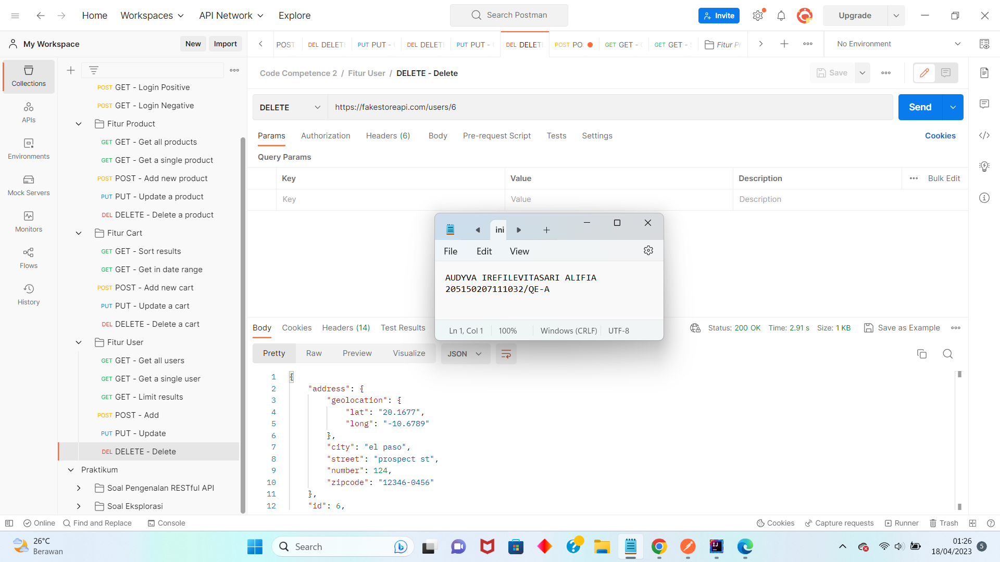 Home
Workspaces
API Network
Explore
Search Postman
Invite
Upgrade
My Workspace
New
Import
POST
DEL DELETE
PUT PUT -
DEL DELETE
PUT PUT -
DEL DELET
POST PO
GET GET -
GET GET -
Fitur Pr
No Environment
Collections
APIs
Environments
Mock Servers
Monitors
Flows
History
POST GET - Login Positive
POST GET - Login Negative
Fitur Product
GET GET - Get all products
GET GET - Get a single product
POST POST - Add new product
PUT PUT - Update a product
DEL DELETE - Delete a product
Fitur Cart
GET GET - Sort results
GET GET - Get in date range
POST POST - Add new cart
PUT PUT - Update a cart
DEL DELETE - Delete a cart
Fitur User
GET GET - Get all users
GET GET - Get a single user
GET GET - Limit results
POST POST - Add
PUT PUT - Update
DEL DELETE - Delete
Praktikum
Soal Pengenalan RESTful API
Soal Eksplorasi
Code Competence 2 / Fitur User / DELETE - Delete
Save
DELETE
https://fakestoreapi.com/users/6
Send
Params
Authorization
Headers (6)
Body
Pre-request Script
Tests
Settings
Cookies
Query Params
Key
Value
Description
Bulk Edit
Key
Value
Description
ini
File
Edit
View
AUDYVA IREFILEVITASARI ALIFIA
205150207111032/QE-A
Ln 1, Col 1
100%
Windows (CRLF)
UTF-8
Body
Cookies
Headers (14)
Test Results
Status: 200 OK
Time: 2.91 s
Size: 1 KB
Save as Example
Pretty
Raw
Preview
Visualize
JSON
1 {
2 "address": {
3 "geolocation": {
4 "lat": "20.1677",
5 "long": "-10.6789"
6 },
7 "city": "el paso",
8 "street": "prospect st",
9 "number": 124,
10 "zipcode": "12346-0456"
11 },
12 "id": 6,
Online
Find and Replace
Console
Cookies
Capture requests
Runner
Trash
26°C
Berawan
Search
01:26
18/04/2023
5